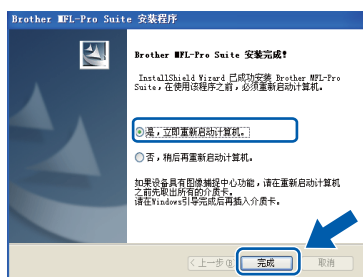 Brother MFL-Pro Suite 安装程序
Brother MFL-Pro Suite 安装完成!
InstallShield Wizard 已成功安装 Brother MFL-Pro
Suite，在使用该程序之前，必须重新启动计算机。
是，立即重新启动计算机。
否，稍后再重新启动计算机。
如果设备具有图像捕捉中心功能，请在重新启动计算机
之前先取出所有的介质卡。
请在Windows引导完成后再插入介质卡。
<上一步(B) 完成 取消